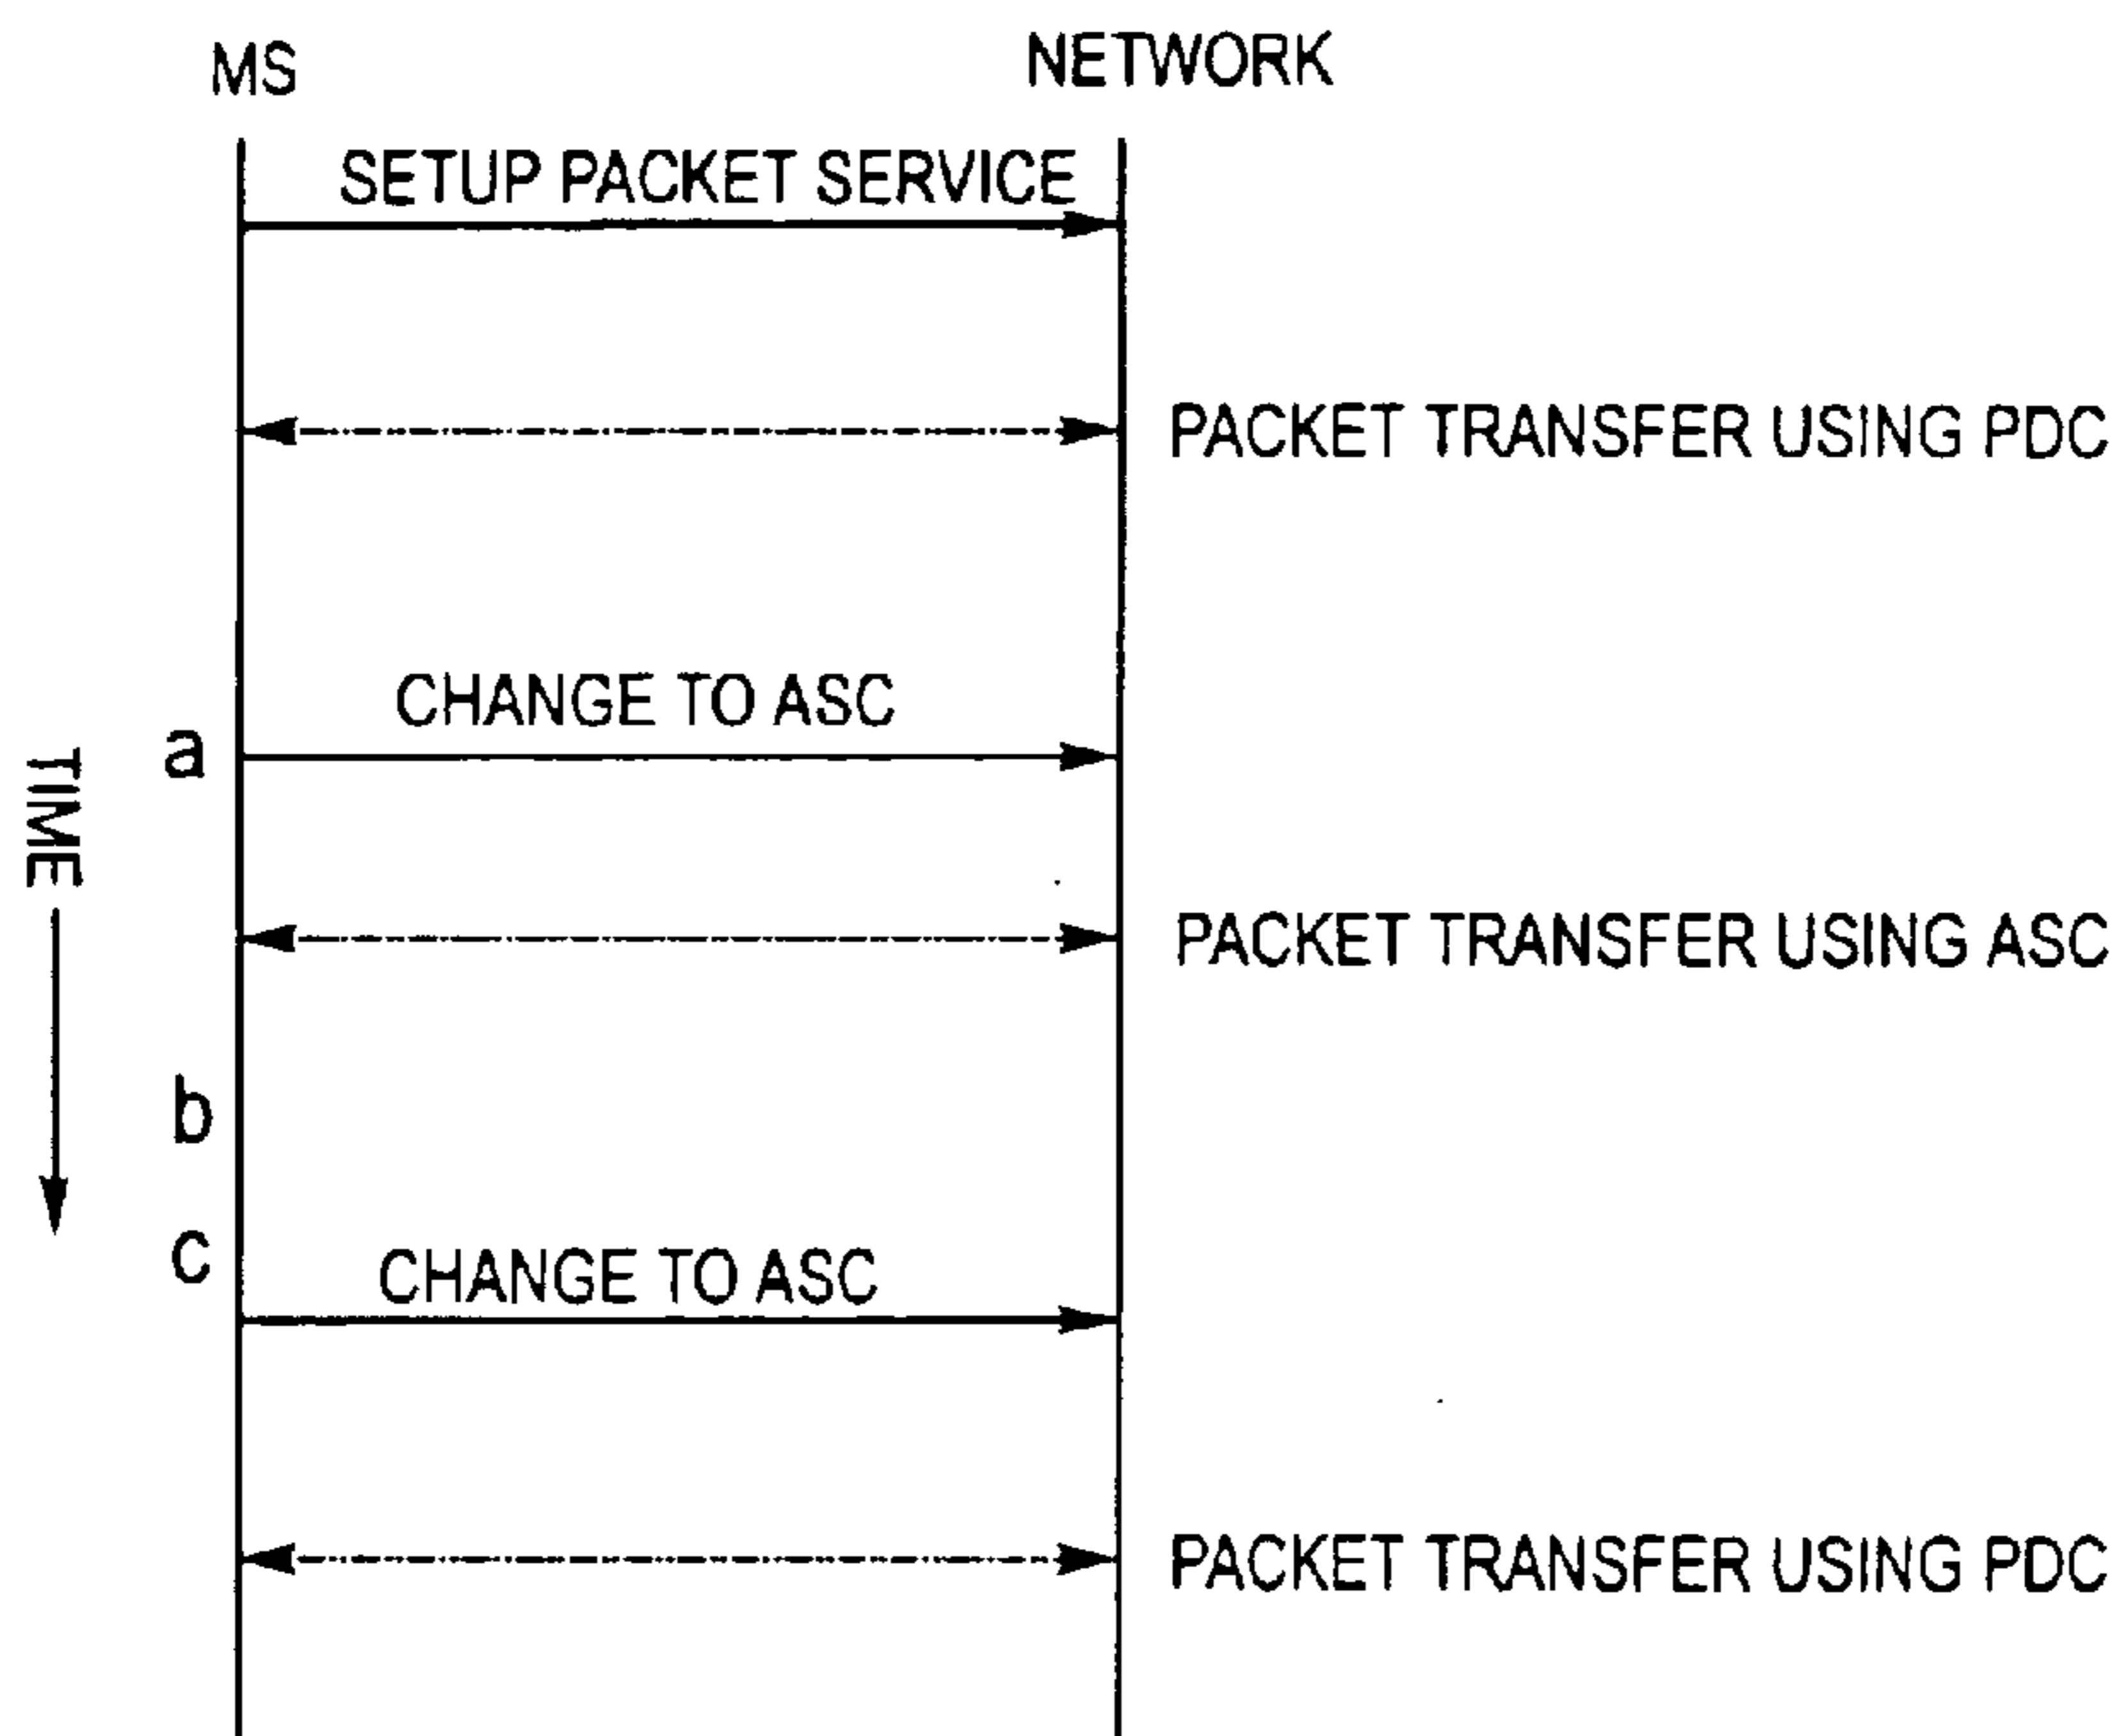 MS
NETWORK
SETUP PACKET SERVICE
PACKET TRANSFER USING PDC
CHANGE TO ASC
a
TIME
PACKET TRANSFER USING ASC
b
c
CHANGE TO ASC
PACKET TRANSFER USING PDC